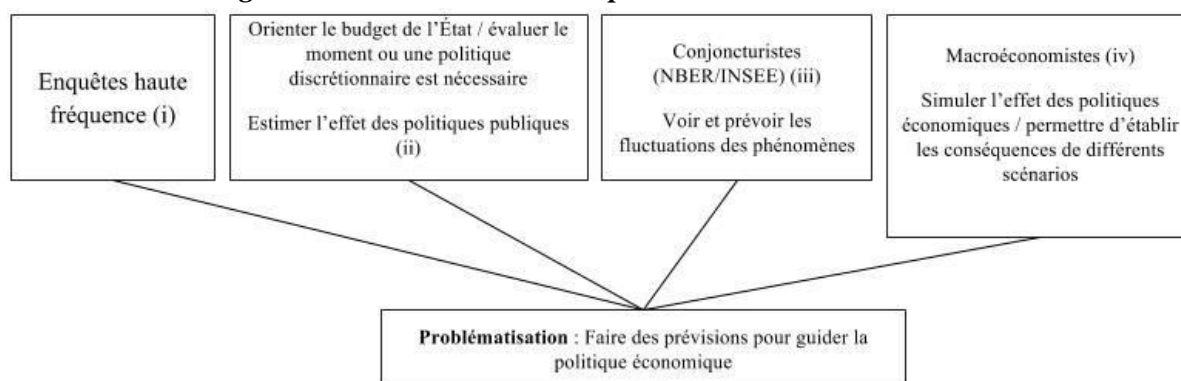 Enquêtes haute
fréquence (i)
Orienter le budget de l'État / évaluer le
moment ou une politique
discrétionnaire est nécessaire
Estimer l'effet des politiques publiques
(ii)
Conjoncturistes
(NBER/INSEE) (iii)
Voir et prévoir les
fluctuations des phénomènes
Macroéconomistes (iv)
Simuler l'effet des politiques
économiques / permettre d'établir
les conséquences de différents
scénarios
Problématisation : Faire des prévisions pour guider la
politique économique